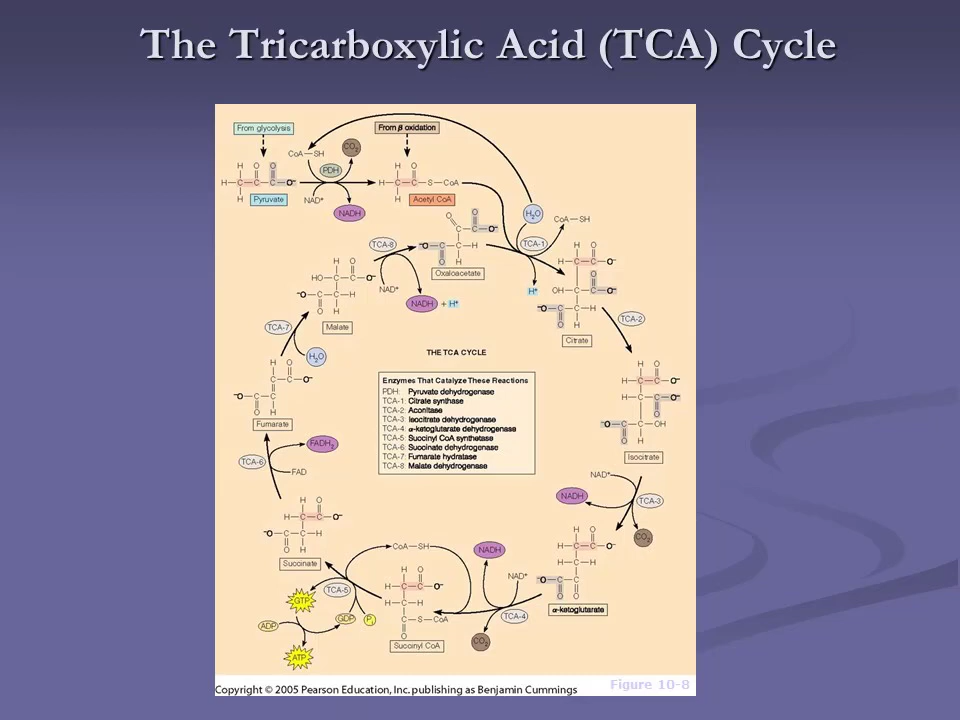 The Tricarboxylic Acid (TCA) Cycle
From glycolysis
From β oxidation
CoA—SH
CO₂
PDH
H O O
H—C—C—C—O⁻
H
Pyruvate
NAD⁺
NADH
H O
H—C—C—S—CoA
H
Acetyl CoA
H₂O
CoA—SH
TCA-1
H⁺
O O
C—C—O⁻
⁻O—C—C—H
O H
Oxaloacetate
TCA-8
NAD⁺
NADH + H⁺
H O
H—C—C—O⁻
O
OH—C—C—O⁻
⁻O—C—C—H
O H
Citrate
TCA-2
H O
HO—C—C—O⁻
⁻O—C—C—H
O H
Malate
TCA-7
H₂O
THE TCA CYCLE
Enzymes That Catalyze These Reactions
PDH: Pyruvate dehydrogenase
TCA-1: Citrate synthase
TCA-2: Aconitase
TCA-3: Isocitrate dehydrogenase
TCA-4: α-ketoglutarate dehydrogenase
TCA-5: Succinyl CoA synthetase
TCA-6: Succinate dehydrogenase
TCA-7: Fumarate hydratase
TCA-8: Malate dehydrogenase
H O
H—C—C—O⁻
H—C—C—O⁻
O
⁻O—C—C—OH
O H
Isocitrate
NAD⁺
NADH
TCA-3
CO₂
H O
C—C—O⁻
⁻O—C—C
O H
Fumarate
TCA-6
FADH₂
FAD
H O
H—C—C—O⁻
⁻O—C—C—H
O H
Succinate
H O
H—C—C—O⁻
H—C—H
⁻O—C—C
O O
α-ketoglutarate
NAD⁺
NADH
TCA-4
CO₂
CoA—SH
H O
H—C—C—O⁻
H—C—H
C—S—CoA
O
Succinyl CoA
TCA-5
GTP
GDP
Pᵢ
ADP
ATP
Copyright © 2005 Pearson Education, Inc. publishing as Benjamin Cummings
Figure 10-8